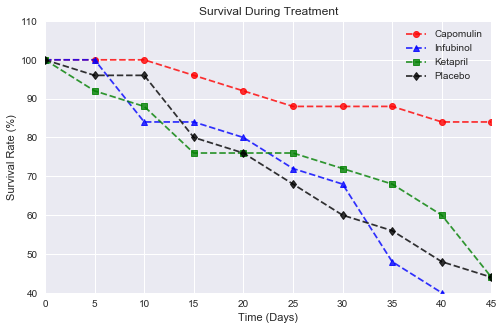 Survival During Treatment
110
100
90
80
70
60
50
40
Survival Rate (%)
0 5 10 15 20 25 30 35 40 45
Time (Days)
Capomulin
Infubinol
Ketapril
Placebo